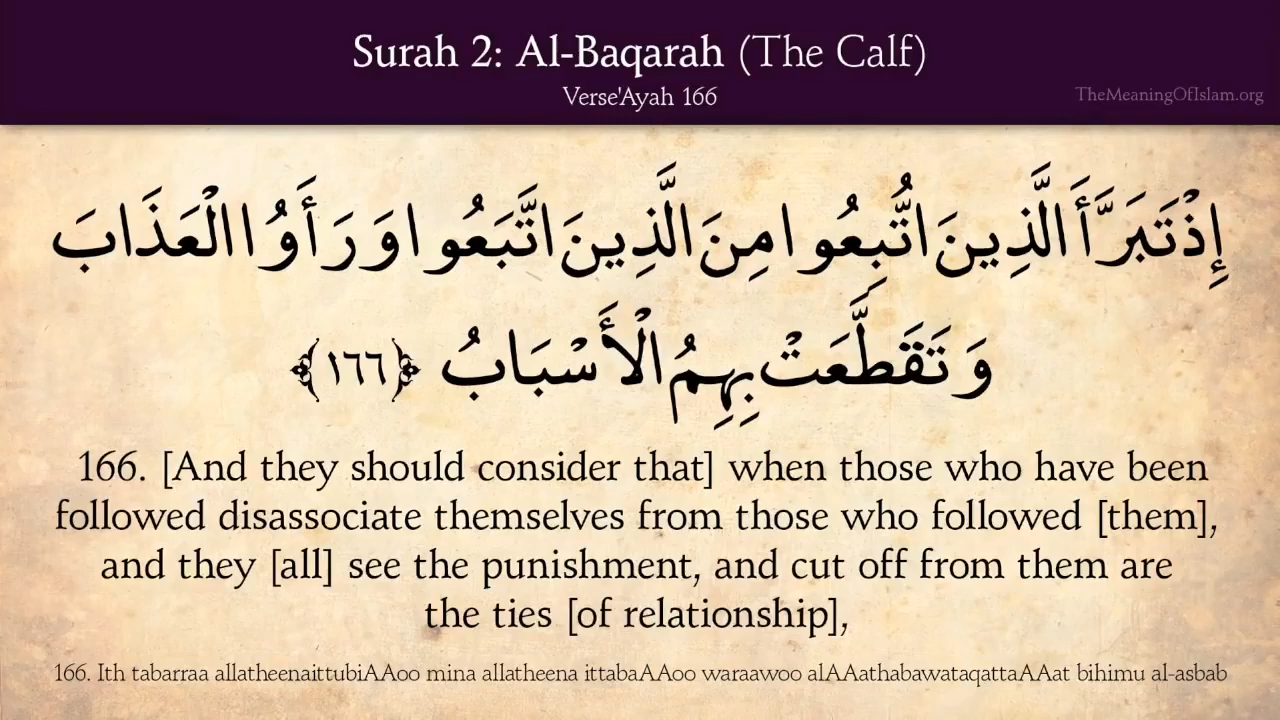 Surah 2: Al-Baqarah (The Calf)
Verse'Ayah 166
TheMeaningOfIslam.org
إِذْ تَبَرَّأَ الَّذِينَ اتُّبِعُوا مِنَ الَّذِينَ اتَّبَعُوا وَرَأَوُا الْعَذَابَ
وَتَقَطَّعَتْ بِهِمُ الْأَسْبَابُ ﴿١٦٦﴾
166. [And they should consider that] when those who have been
followed disassociate themselves from those who followed [them],
and they [all] see the punishment, and cut off from them are
the ties [of relationship],
166. Ith tabarraa allatheenaittubiAAoo mina allatheena ittabaAAoo waraawoo alAAathabawataqattaAAat bihimu al-asbab